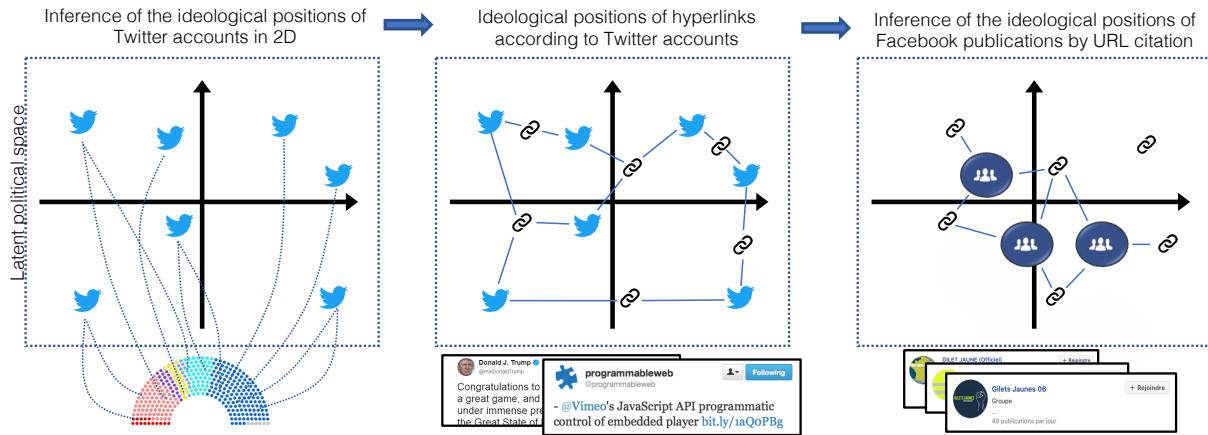 Inference of the ideological positions of
Twitter accounts in 2D
Ideological positions of hyperlinks
according to Twitter accounts
Inference of the ideological positions of
Facebook publications by URL citation
Latent political space
Donald J. Trump
@realDonaldTrump
Congratulations to
a great game, and
under immense pre
the Great State of
programmableweb
@programmableweb
Following
- @Vimeo's JavaScript API programmatic
control of embedded player bit.ly/1aQ0PBg
GILET JAUNE (Officiel)
+ Rejoindre
Gilets Jaunes 06
+ Rejoindre
Groupe
...
40 publications par jour